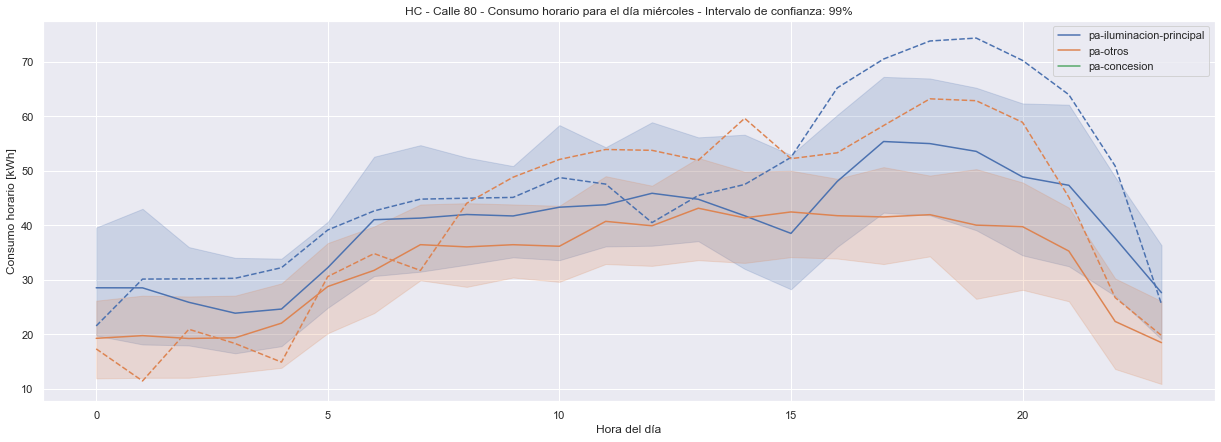 HC - Calle 80 - Consumo horario para el día miércoles - Intervalo de confianza: 99%
pa-iluminacion-principal
pa-otros
pa-concesion
Consumo horario [kWh]
70
60
50
40
30
20
10
0
5
10
15
20
Hora del día